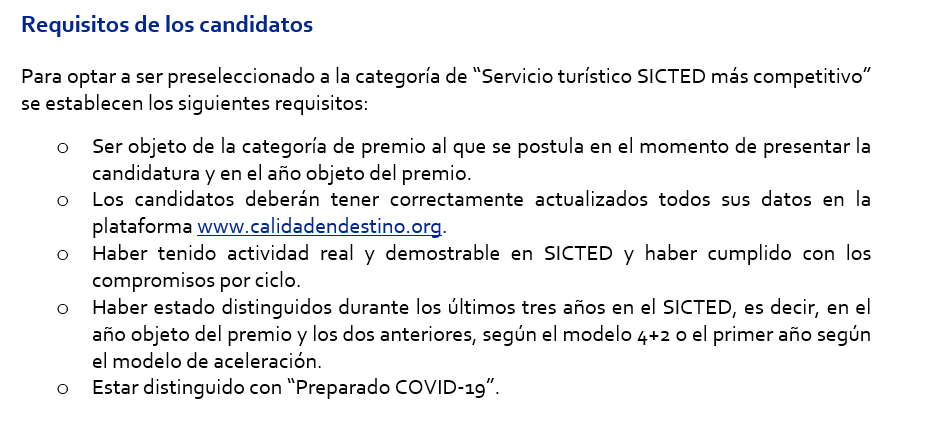 Requisitos de los candidatos
Para optar a ser preseleccionado a la categoría de “Servicio turístico SICTED más competitivo”
se establecen los siguientes requisitos:
o Ser objeto de la categoría de premio al que se postula en el momento de presentar la
candidatura y en el año objeto del premio.
o Los candidatos deberán tener correctamente actualizados todos sus datos en la
plataforma www.calidadendestino.org.
o Haber tenido actividad real y demostrable en SICTED y haber cumplido con los
compromisos por ciclo.
o Haber estado distinguidos durante los últimos tres años en el SICTED, es decir, en el
año objeto del premio y los dos anteriores, según el modelo 4+2 o el primer año según
el modelo de aceleración.
o Estar distinguido con “Preparado COVID-19”.